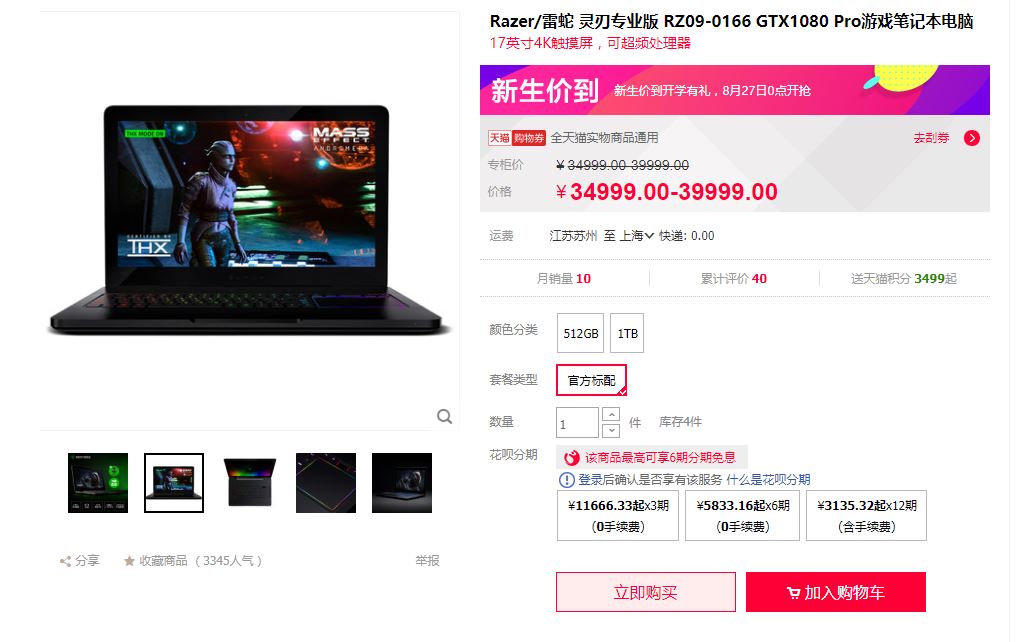 Razer/雷蛇 灵刃专业版 RZ09-0166 GTX1080 Pro游戏笔记本电脑
17英寸4K触摸屏，可超频处理器
新生价到 新生价到开学有礼，8月27日0点开抢
天猫 购物券 全天猫实物商品通用 去刮券
专柜价 ¥34999.00-39999.00
价格 ¥34999.00-39999.00
运费 江苏苏州 至 上海 快递: 0.00
月销量 10 累计评价 40 送天猫积分 3499起
颜色分类 512GB 1TB
套餐类型 官方标配
数量 1 件 库存4件
花呗分期 该商品最高可享6期分期免息
登录后确认是否享有该服务 什么是花呗分期
¥11666.33起x3期 ¥5833.16起x6期 ¥3135.32起x12期
（0手续费） （0手续费） （含手续费）
立即购买 加入购物车
THX MODE ON
MASS
EFFECT
ANDROMEDA
CERTIFIED BY
THX
分享 收藏商品 （3345人气） 举报